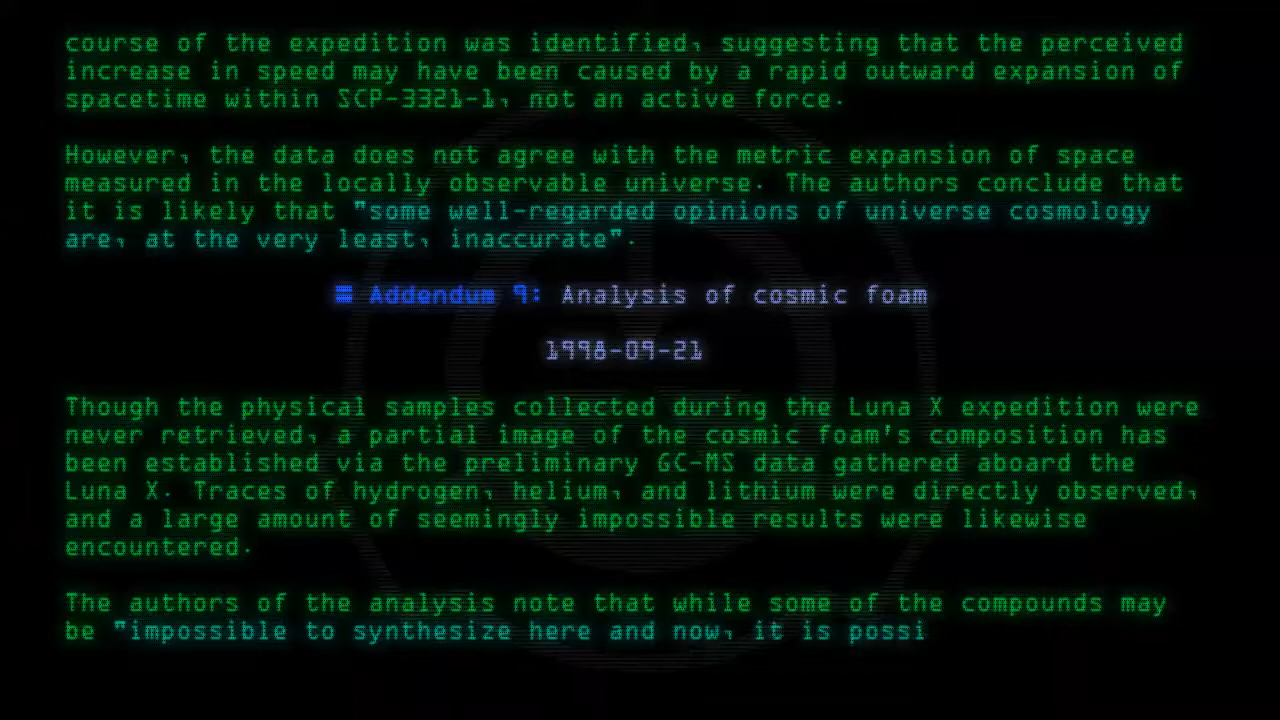 course of the expedition was identified, suggesting that the perceived
increase in speed may have been caused by a rapid outward expansion of
spacetime within SCP-3321-1, not an active force.
However, the data does not agree with the metric expansion of space
measured in the locally observable universe. The authors conclude that
it is likely that "some well-regarded opinions of universe cosmology
are, at the very least, inaccurate".
Addendum 9: Analysis of cosmic foam
1998-09-21
Though the physical samples collected during the Luna X expedition were
never retrieved, a partial image of the cosmic foam's composition has
been established via the preliminary GC-MS data gathered aboard the
Luna X. Traces of hydrogen, helium, and lithium were directly observed,
and a large amount of seemingly impossible results were likewise
encountered.
The authors of the analysis note that while some of the compounds may
be "impossible to synthesize here and now, it is possi